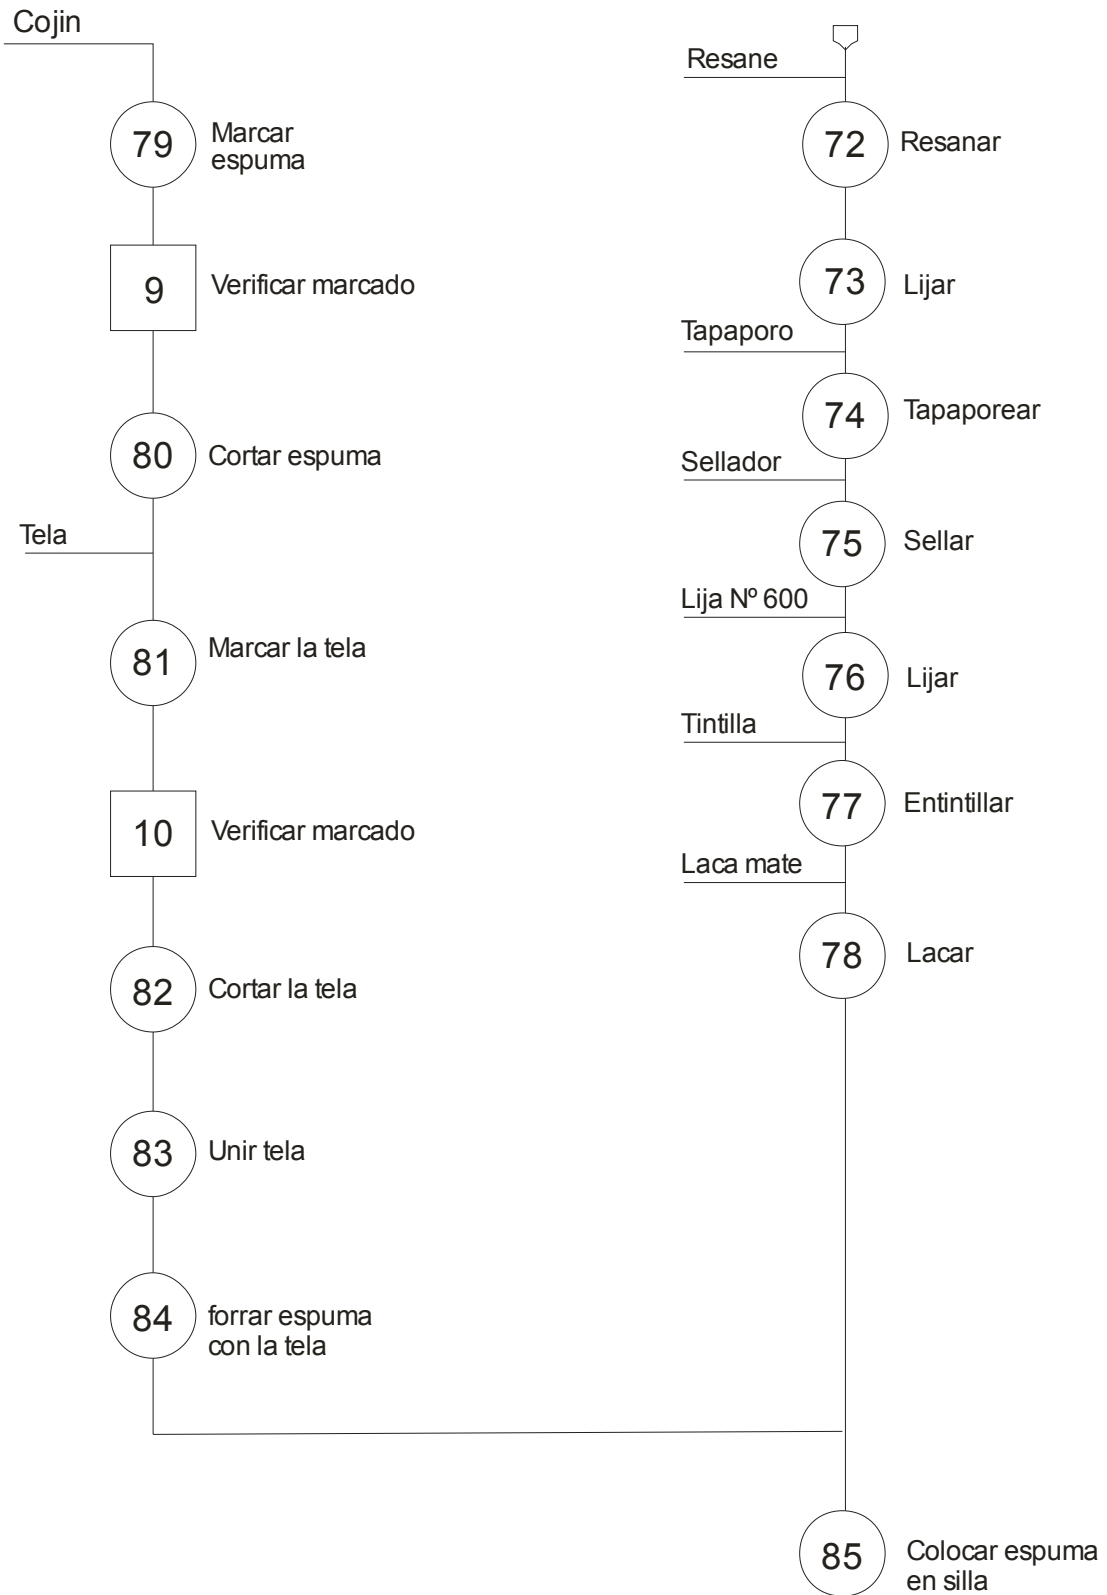 Cojin
79
Marcar
espuma
9
Verificar marcado
80
Cortar espuma
Tela
81
Marcar la tela
10
Verificar marcado
82
Cortar la tela
83
Unir tela
84
forrar espuma
con la tela
Resane
72
Resanar
73
Lijar
Tapaporo
74
Tapaporear
Sellador
75
Sellar
Lija Nº 600
76
Lijar
Tintilla
77
Entintillar
Laca mate
78
Lacar
85
Colocar espuma
en silla